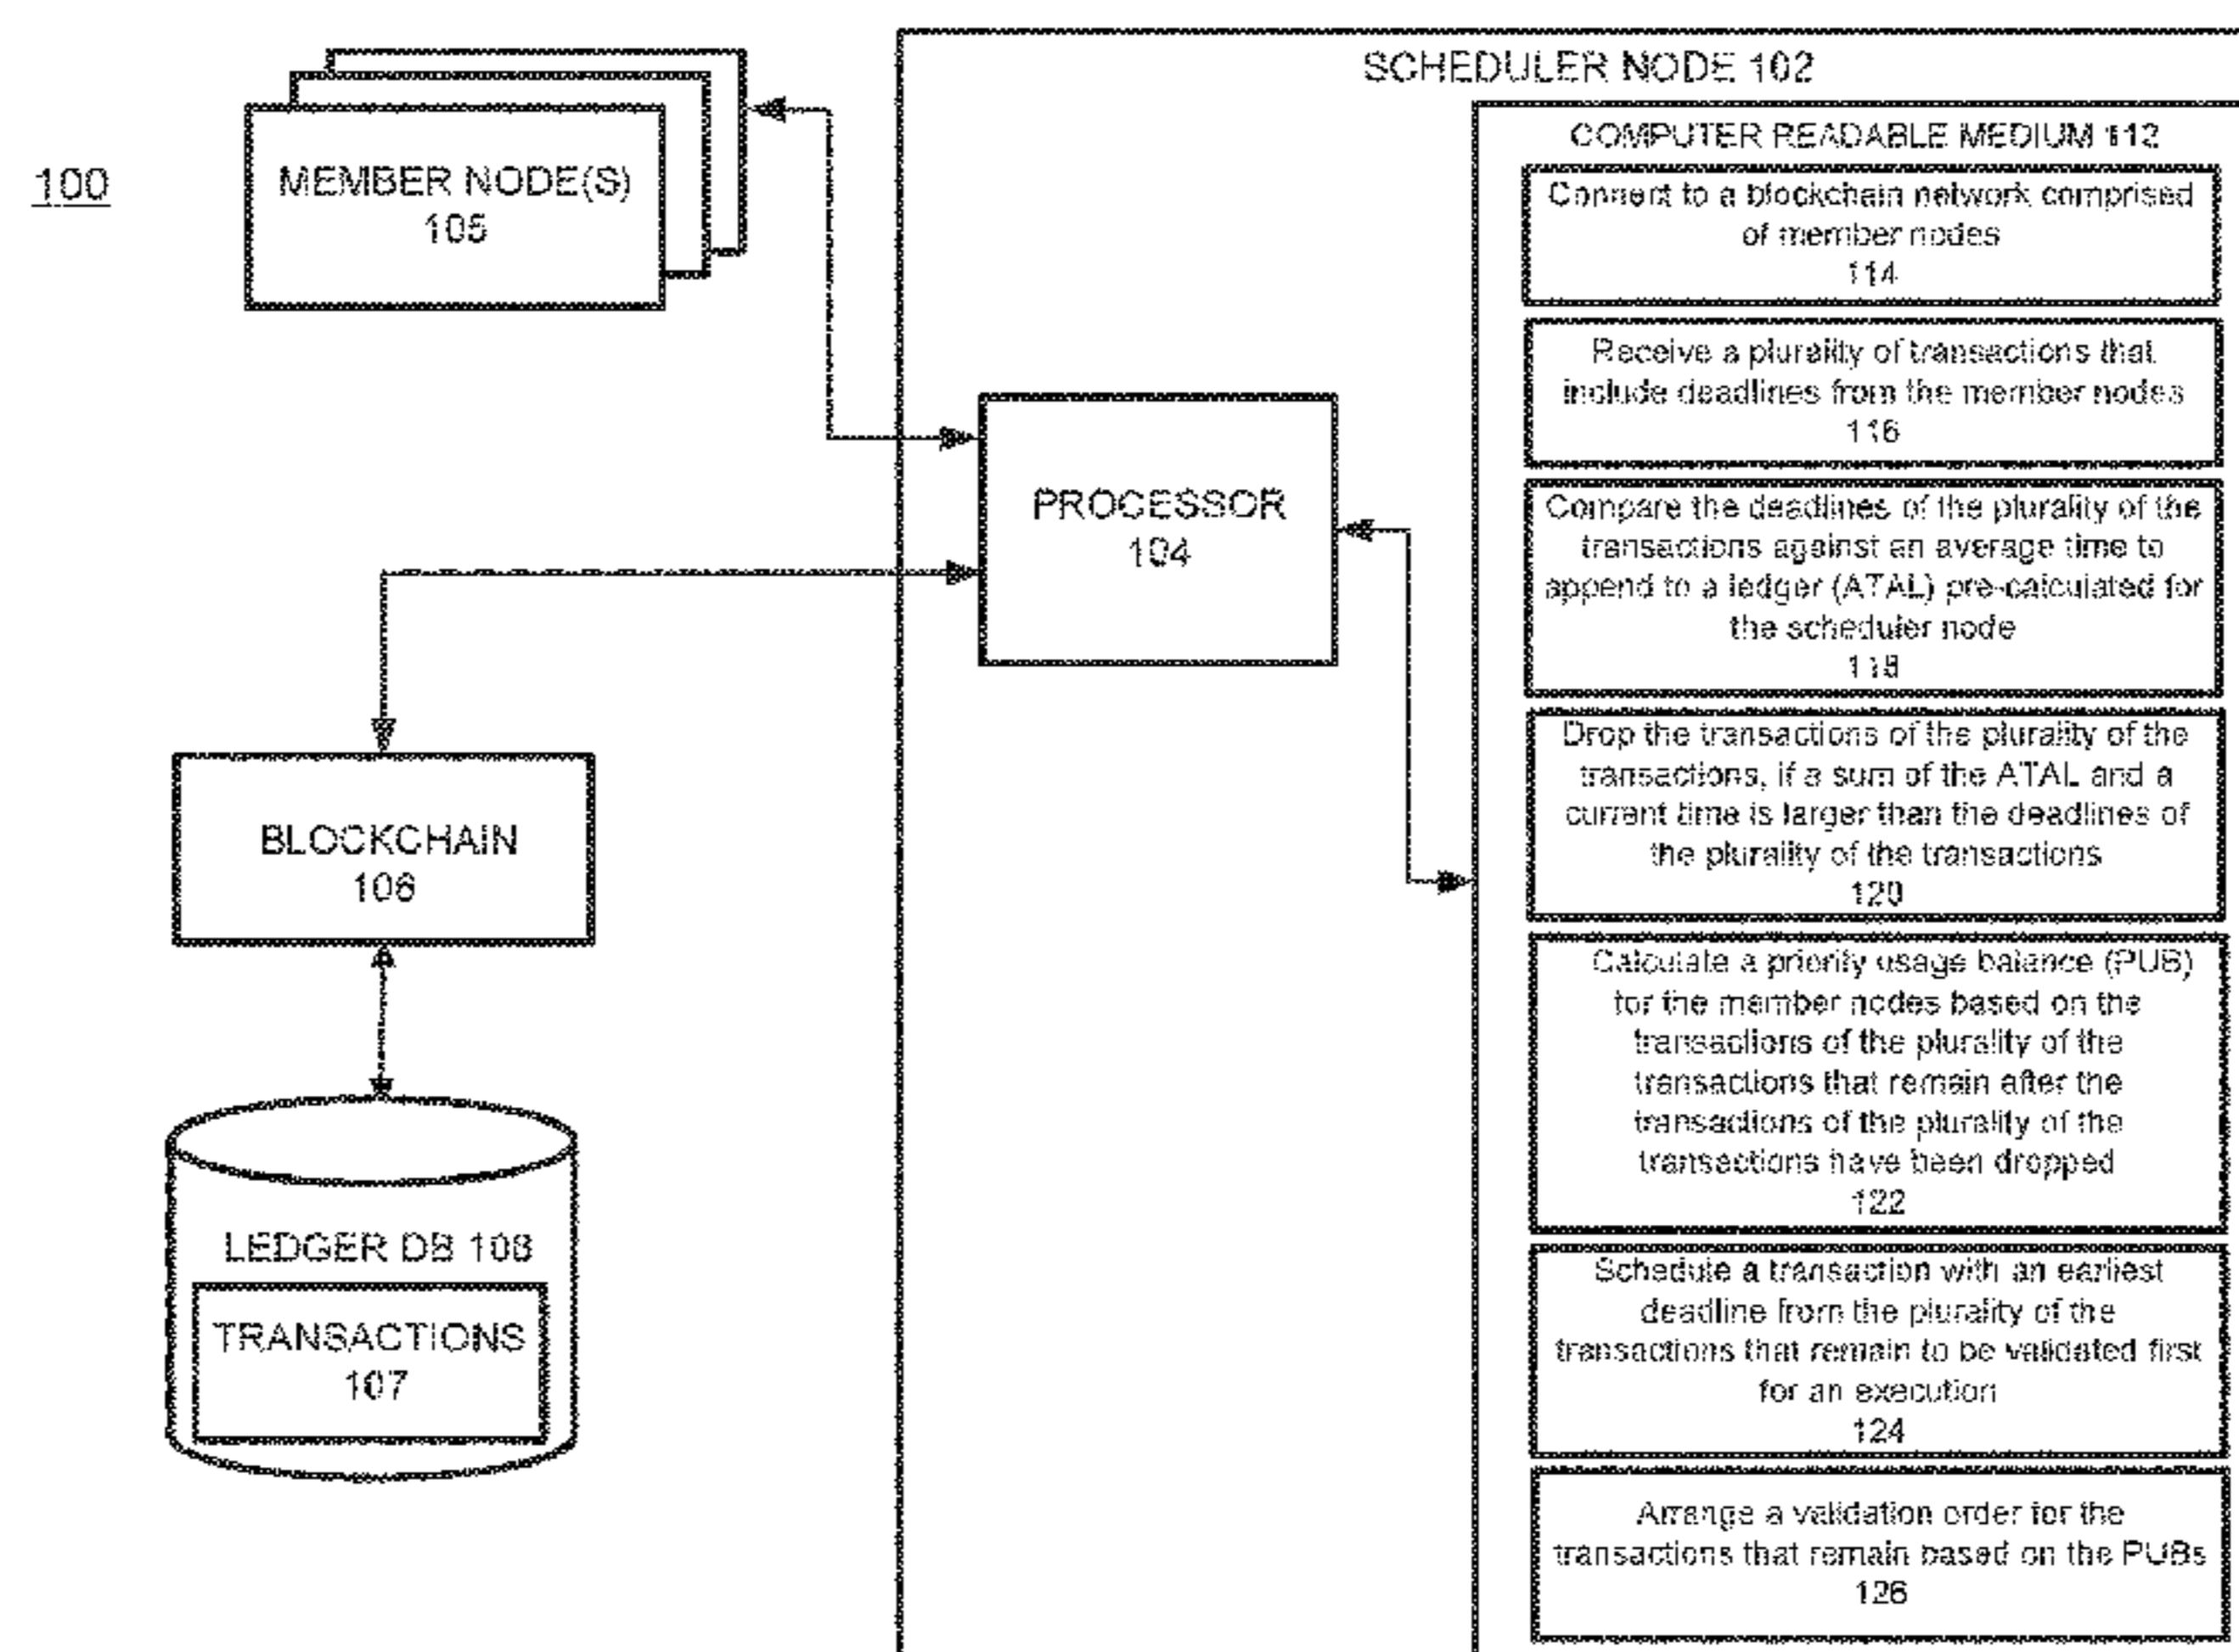 100
MEMBER NODE(S)
105
PROCESSOR
104
BLOCKCHAIN
106
LEDGER DB 108
TRANSACTIONS
107
SCHEDULER NODE 102
COMPUTER READABLE MEDIUM 112
Connect to a blockchain network comprised
of member nodes
114
Receive a plurality of transactions that
include deadlines from the member nodes
116
Compare the deadlines of the plurality of the
transactions against an average time to
append to a ledger (ATAL) pre-calculated for
the scheduler node
118
Drop the transactions of the plurality of the
transactions, if a sum of the ATAL and a
current time is larger than the deadlines of
the plurality of the transactions
120
Calculate a priority usage balance (PUB)
for the member nodes based on the
transactions of the plurality of the
transactions that remain after the
transactions of the plurality of the
transactions have been dropped
122
Schedule a transaction with an earliest
deadline from the plurality of the
transactions that remain to be validated first
for an execution
124
Arrange a validation order for the
transactions that remain based on the PUBs
126